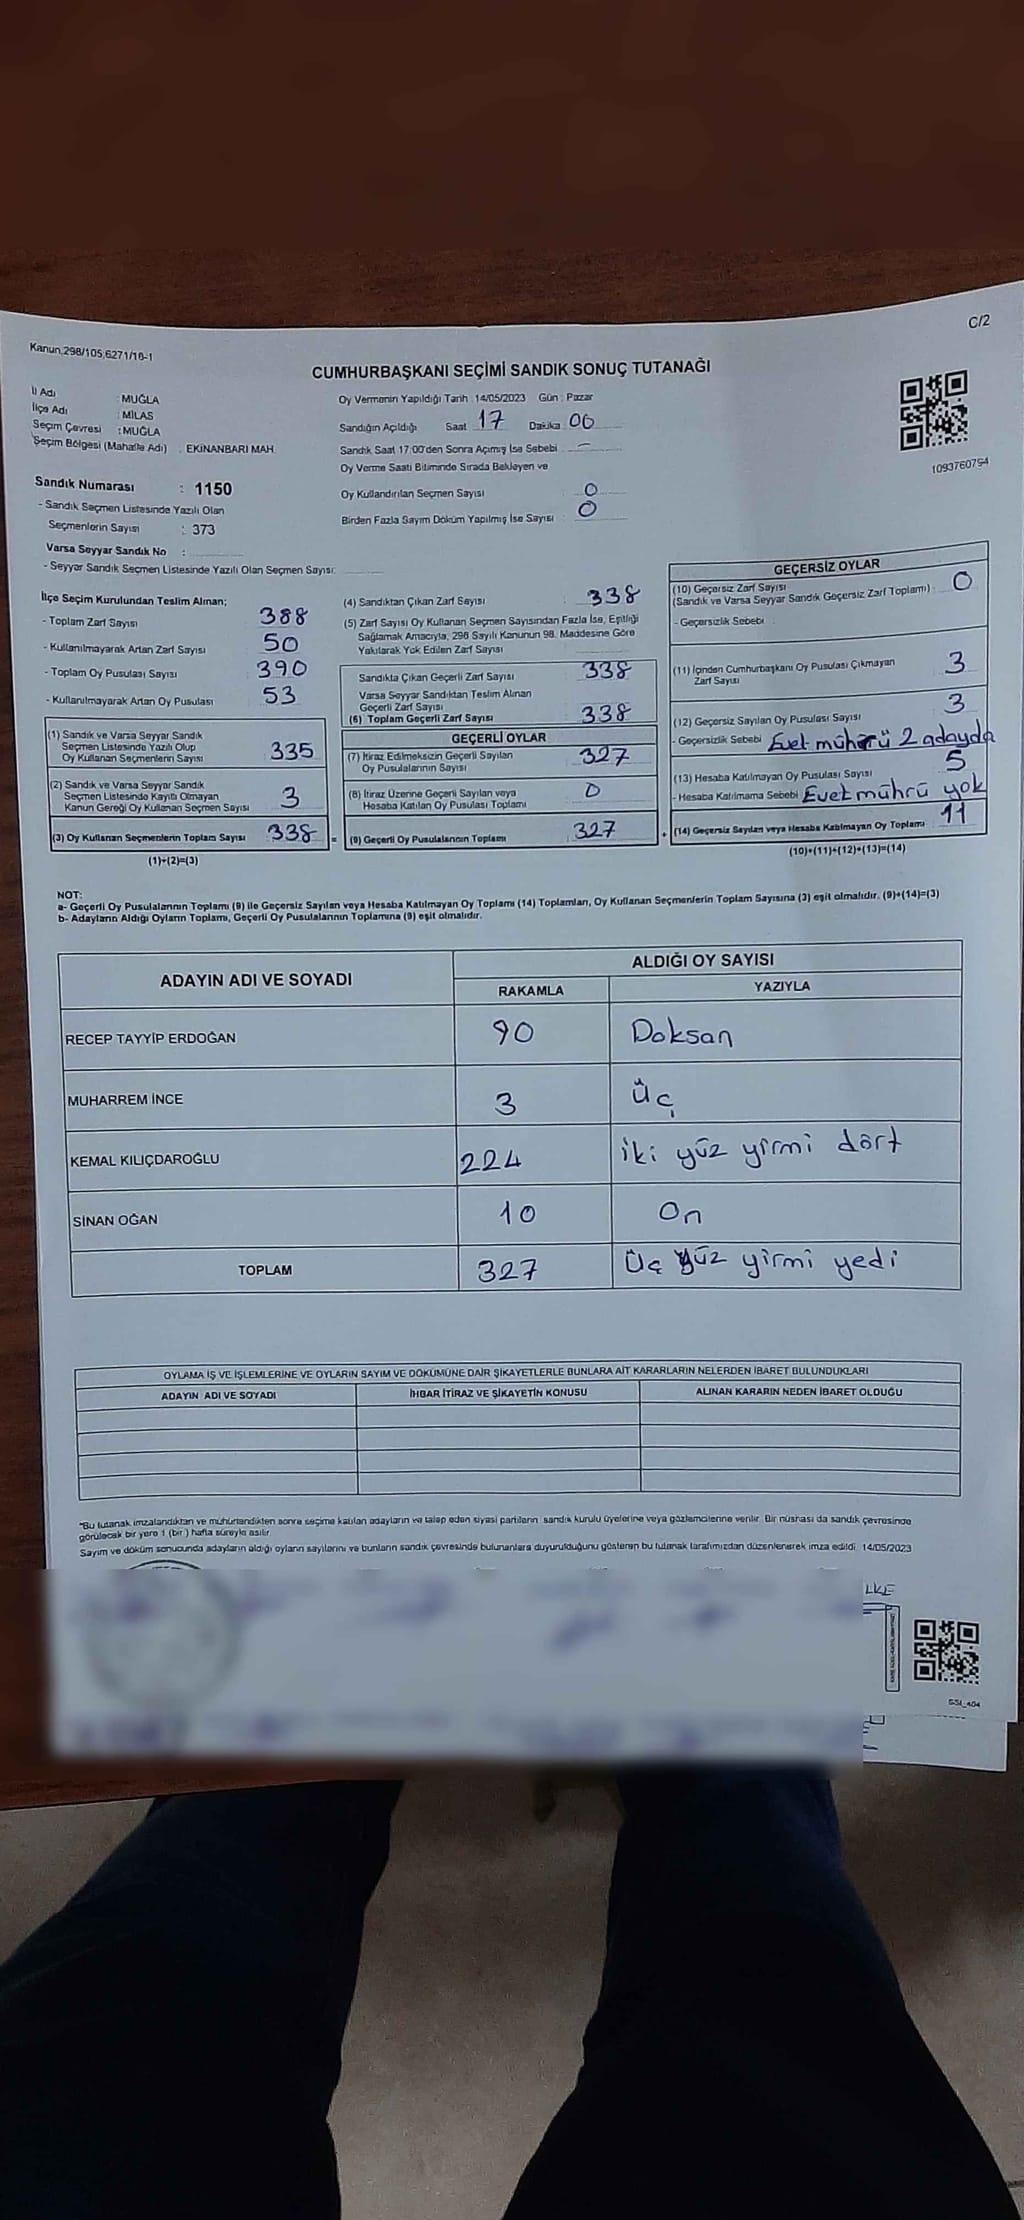 C/2
Kanun.298/105,6271/18-1
CUMHURBAŞKANI SEÇİMİ SANDIK SONUÇ TUTANAĞI
İl Adı : MUĞLA
İlçe Adı : MİLAS
Seçim Çevresi : MUĞLA
Seçim Bölgesi (Mahalle Adı) : EKİNANBARI MAH.
Oy Vermenin Yapıldığı Tarih : 14/05/2023 Gün : Pazar
Sandığın Açıldığı Saat 17 Dakika 06
Sandık Saat 17:00'den Sonra Açımış İse Sebebi : —
Oy Verme Saati Bitiminde Sırada Bekleyen ve
Oy Kullandırılan Seçmen Sayısı : 0
Birden Fazla Sayım Döküm Yapılmış İse Sayısı : 0
1093760794
Sandık Numarası : 1150
- Sandık Seçmen Listesinde Yazılı Olan
Seçmenlerin Sayısı : 373
Varsa Seyyar Sandık No :
- Seyyar Sandık Seçmen Listesinde Yazılı Olan Seçmen Sayısı:
İlçe Seçim Kurulundan Teslim Alınan;
- Toplam Zarf Sayısı : 388
- Kullanılmayarak Artan Zarf Sayısı : 50
- Toplam Oy Pusulası Sayısı : 390
- Kullanılmayarak Artan Oy Pusulası : 53
(1) Sandık ve Varsa Seyyar Sandık
Seçmen Listesinde Yazılı Olup
Oy Kullanan Seçmenlerin Sayısı : 335
(2) Sandık ve Varsa Seyyar Sandık
Seçmen Listesinde Kayıtlı Olmayan
Kanun Gereği Oy Kullanan Seçmen Sayısı : 3
(3) Oy Kullanan Seçmenlerin Toplam Sayısı : 338
(1)+(2)=(3)
(4) Sandıktan Çıkan Zarf Sayısı : 338
(5) Zarf Sayısı Oy Kullanan Seçmen Sayısından Fazla İse, Eşitliği
Sağlamak Amacıyla, 298 Sayılı Kanunun 98. Maddesine Göre
Yakılarak Yok Edilen Zarf Sayısı :
Sandıkta Çıkan Geçerli Zarf Sayısı : 338
Varsa Seyyar Sandıktan Teslim Alınan
Geçerli Zarf Sayısı :
(6) Toplam Geçerli Zarf Sayısı : 338
GEÇERLİ OYLAR
(7) İtiraz Edilmeksizin Geçerli Sayılan
Oy Pusulalarının Sayısı : 327
(8) İtiraz Üzerine Geçerli Sayılan veya
Hesaba Katılan Oy Pusulası Toplamı : 0
(9) Geçerli Oy Pusulalarının Toplamı : 327
GEÇERSİZ OYLAR
(10) Geçersiz Zarf Sayısı
(Sandık ve Varsa Seyyar Sandık Geçersiz Zarf Toplamı) : 0
- Geçersizlik Sebebi :
(11) İçinden Cumhurbaşkanı Oy Pusulası Çıkmayan
Zarf Sayısı : 3
(12) Geçersiz Sayılan Oy Pusulası Sayısı : 3
- Geçersizlik Sebebi : Evet mührü 2 adayda
(13) Hesaba Katılmayan Oy Pusulası Sayısı : 5
- Hesaba Katılmama Sebebi : Evet mührü yok
(14) Geçersiz Sayılan veya Hesaba Katılmayan Oy Toplamı : 11
(10)+(11)+(12)+(13)=(14)
NOT:
a- Geçerli Oy Pusulalarının Toplamı (9) ile Geçersiz Sayılan veya Hesaba Katılmayan Oy Toplamı (14) Toplamları, Oy Kullanan Seçmenlerin Toplam Sayısına (3) eşit olmalıdır. (9)+(14)=(3)
b- Adayların Aldığı Oyların Toplamı, Geçerli Oy Pusulalarının Toplamına (9) eşit olmalıdır.
ADAYIN ADI VE SOYADI ALDIĞI OY SAYISI
RAKAMLA YAZIYLA
RECEP TAYYİP ERDOĞAN 90 Doksan
MUHARREM İNCE 3 üç
KEMAL KILIÇDAROĞLU 224 iki yüz yirmi dört
SİNAN OĞAN 10 On
TOPLAM 327 Üç yüz yirmi yedi
OYLAMA İŞ VE İŞLEMLERİNE VE OYLARIN SAYIM VE DÖKÜMÜNE DAİR ŞİKAYETLERLE BUNLARA AİT KARARLARIN NELERDEN İBARET BULUNDUKLARI
ADAYIN ADI VE SOYADI İHBAR İTİRAZ VE ŞİKAYETİN KONUSU ALINAN KARARIN NEDEN İBARET OLDUĞU
*Bu tutanak imzalandıktan ve mühürlendikten sonra seçime katılan adayların ve talep eden siyasi partilerin sandık kurulu üyelerine veya gözlemcilerine verilir. Bir nüshası da sandık çevresinde
görülecek bir yere 1 (bir ) hafta süreyle asılır.
Sayım ve döküm sonucunda adayların aldığı oyların sayılarını ve bunların sandık çevresinde bulunanlara duyurulduğunu gösteren bu tutanak tarafımızdan düzenlenerek imza edildi. 14/05/2023
LKE